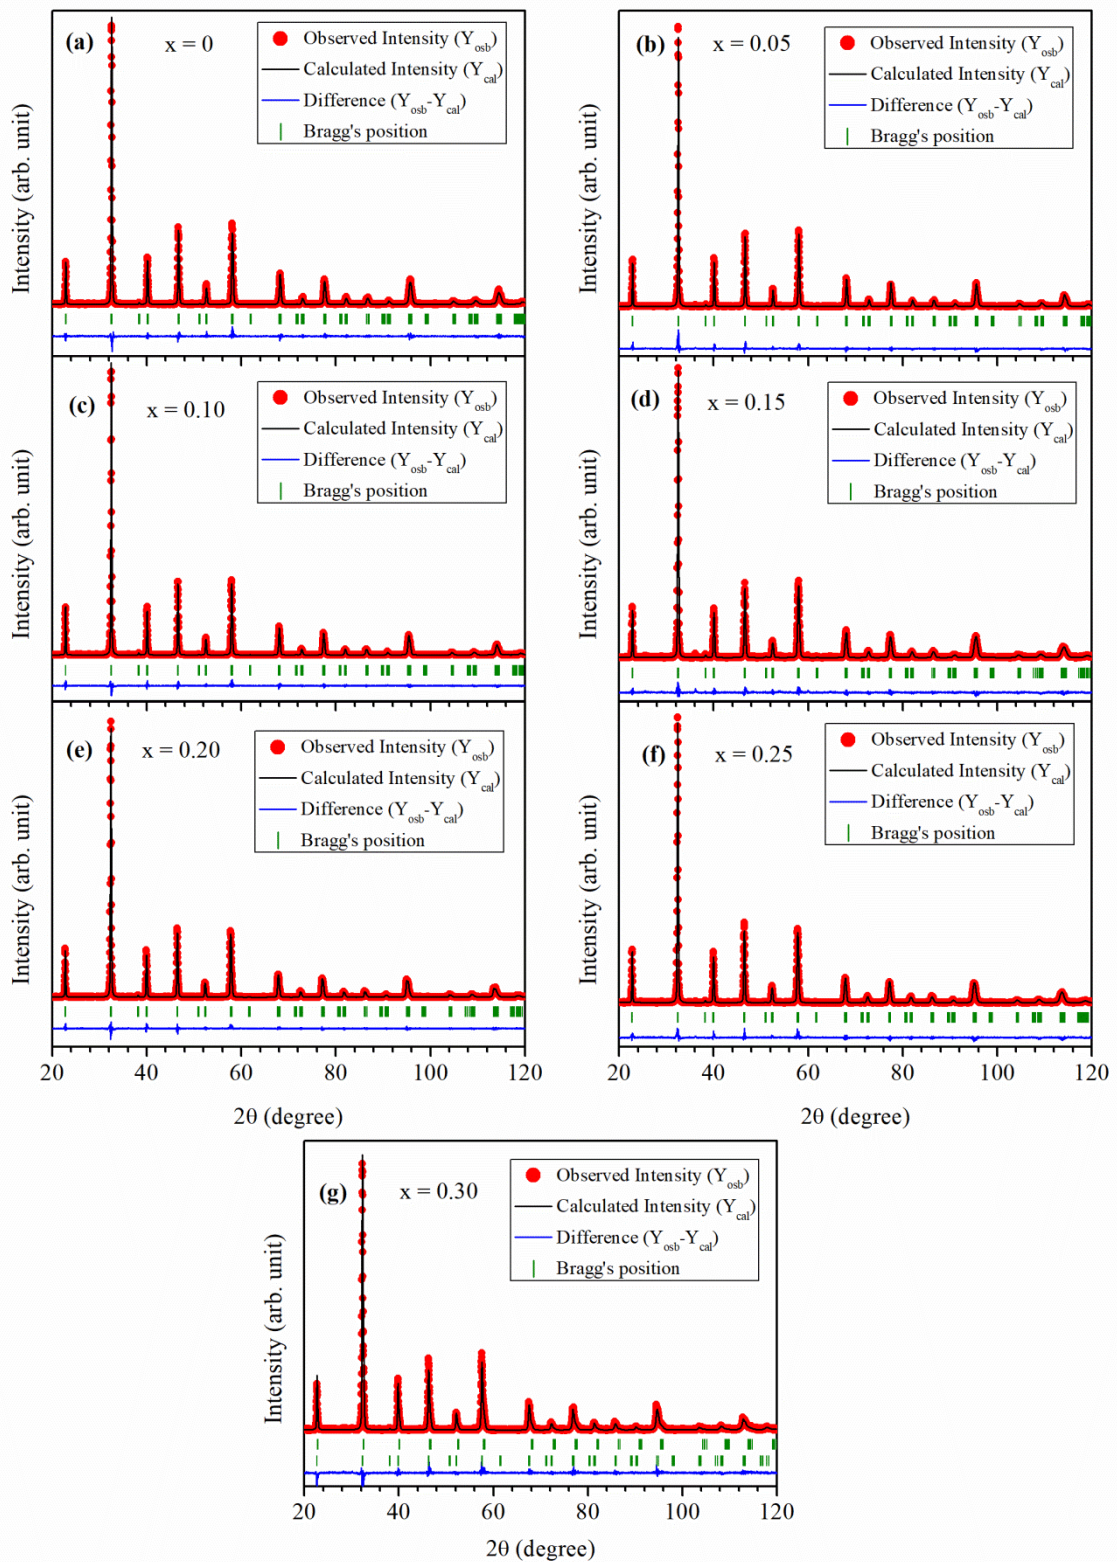 (a) x = 0
Observed Intensity (Yosb)
Calculated Intensity (Ycal)
Difference (Yosb-Ycal)
Bragg's position
Intensity (arb. unit)
(b) x = 0.05
Observed Intensity (Yosb)
Calculated Intensity (Ycal)
Difference (Yosb-Ycal)
Bragg's position
Intensity (arb. unit)
(c) x = 0.10
Observed Intensity (Yosb)
Calculated Intensity (Ycal)
Difference (Yosb-Ycal)
Bragg's position
Intensity (arb. unit)
(d) x = 0.15
Observed Intensity (Yosb)
Calculated Intensity (Ycal)
Difference (Yosb-Ycal)
Bragg's position
Intensity (arb. unit)
(e) x = 0.20
Observed Intensity (Yosb)
Calculated Intensity (Ycal)
Difference (Yosb-Ycal)
Bragg's position
Intensity (arb. unit)
20 40 60 80 100 120
2θ (degree)
(f) x = 0.25
Observed Intensity (Yosb)
Calculated Intensity (Ycal)
Difference (Yosb-Ycal)
Bragg's position
Intensity (arb. unit)
20 40 60 80 100 120
2θ (degree)
(g) x = 0.30
Observed Intensity (Yosb)
Calculated Intensity (Ycal)
Difference (Yosb-Ycal)
Bragg's position
Intensity (arb. unit)
20 40 60 80 100 120
2θ (degree)